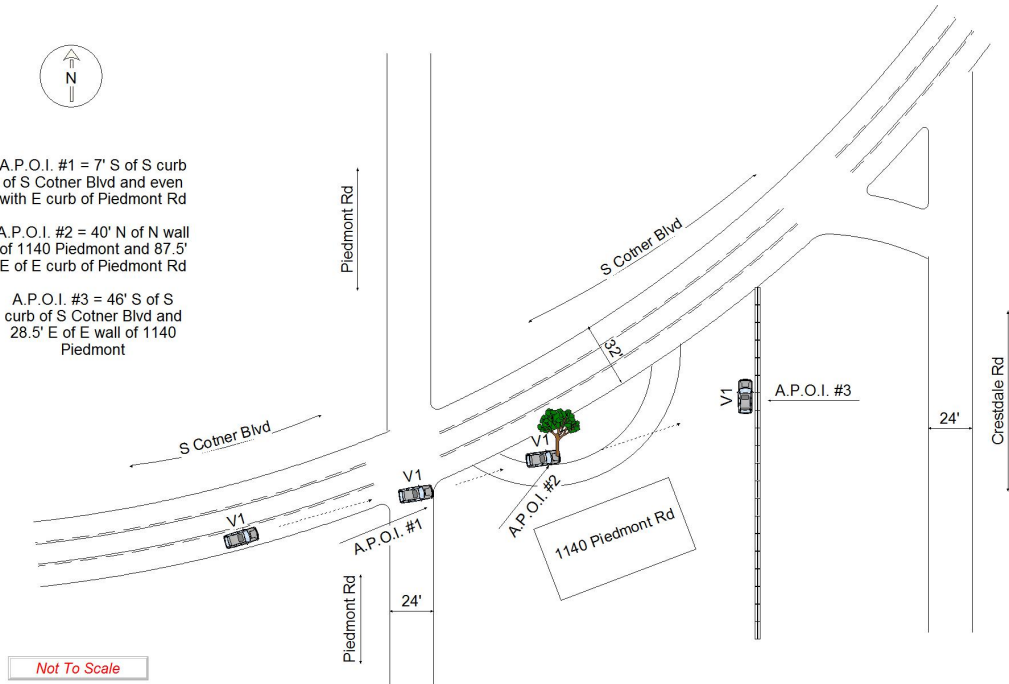 N
A.P.O.I. #1 = 7' S of S curb
of S Cotner Blvd and even
with E curb of Piedmont Rd
A.P.O.I. #2 = 40' N of N wall
of 1140 Piedmont and 87.5'
E of E curb of Piedmont Rd
A.P.O.I. #3 = 46' S of S
curb of S Cotner Blvd and
28.5' E of E wall of 1140
Piedmont
Piedmont Rd
S Cotner Blvd
32'
V1
A.P.O.I. #3
24'
Crestdale Rd
S Cotner Blvd
V1
V1
V1
A.P.O.I. #1
A.P.O.I. #2
1140 Piedmont Rd
Piedmont Rd
24'
Not To Scale